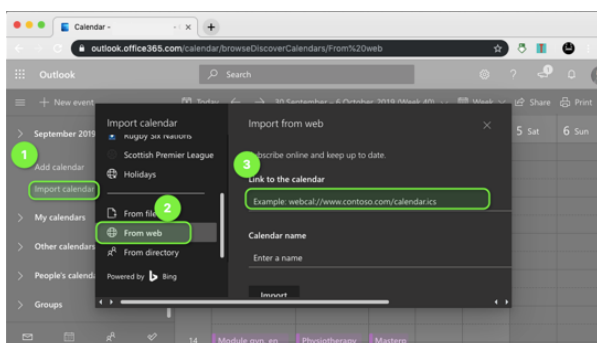 Calendar -
outlook.office365.com/calendar/browseDiscoverCalendars/From%20web
Outlook
Search
New event
Today
30 September – 6 October, 2019 (Week 40)
Week
Share
Print
September 2019
5 Sat
6 Sun
1
Add calendar
Import calendar
My calendars
Other calendars
People's calenda
Groups
Import calendar
Rugby Six Nations
Scottish Premier League
Holidays
From file
2
From web
From directory
Powered by Bing
Import from web
3
subscribe online and keep up to date.
Link to the calendar
Example: webcal://www.contoso.com/calendar.ics
Calendar name
Enter a name
Import
14
Module gyn, en
Physiotherapy
Masterp